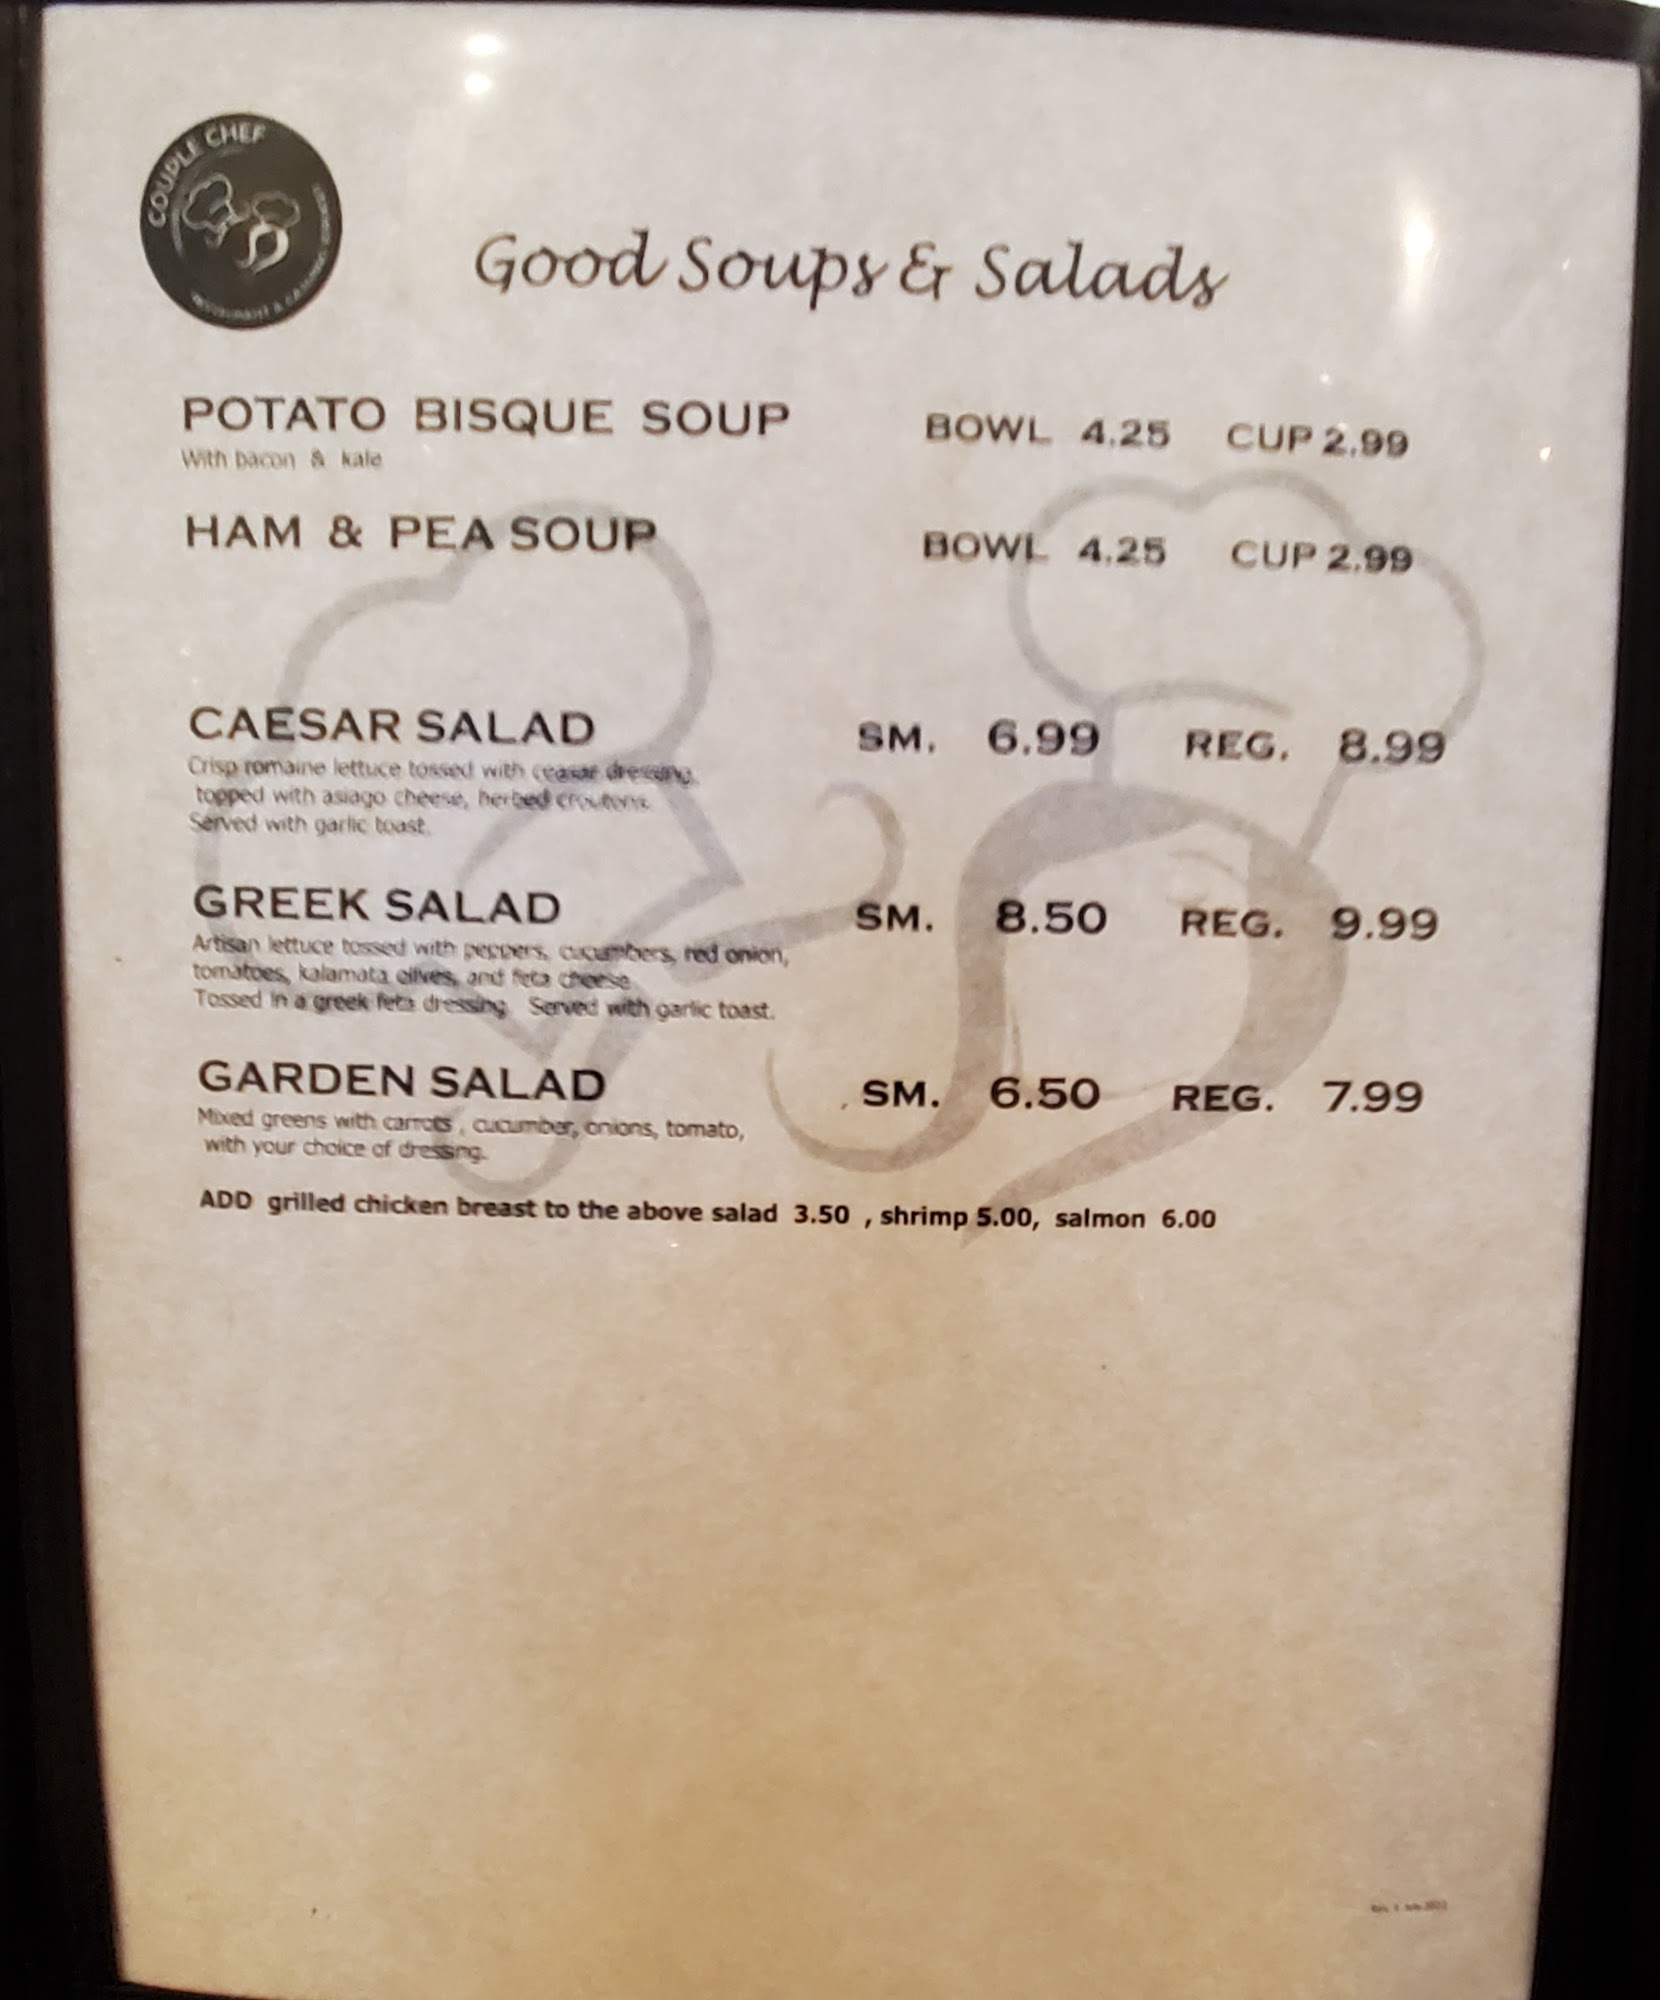 COUPLE CHEF
RESTAURANT & CATERING
Good Soups & Salads
POTATO BISQUE SOUP BOWL 4.25 CUP 2.99
With bacon & kale
HAM & PEA SOUP BOWL 4.25 CUP 2.99
CAESAR SALAD SM. 6.99 REG. 8.99
Crisp romaine lettuce tossed with ceasar dressing,
topped with asiago cheese, herbed croutons.
Served with garlic toast.
GREEK SALAD SM. 8.50 REG. 9.99
Artisan lettuce tossed with peppers, cucumbers, red onion,
tomatoes, kalamata olives, and feta cheese.
Tossed in a greek feta dressing. Served with garlic toast.
GARDEN SALAD SM. 6.50 REG. 7.99
Mixed greens with carrots , cucumber, onions, tomato,
with your choice of dressing.
ADD grilled chicken breast to the above salad 3.50 , shrimp 5.00, salmon 6.00